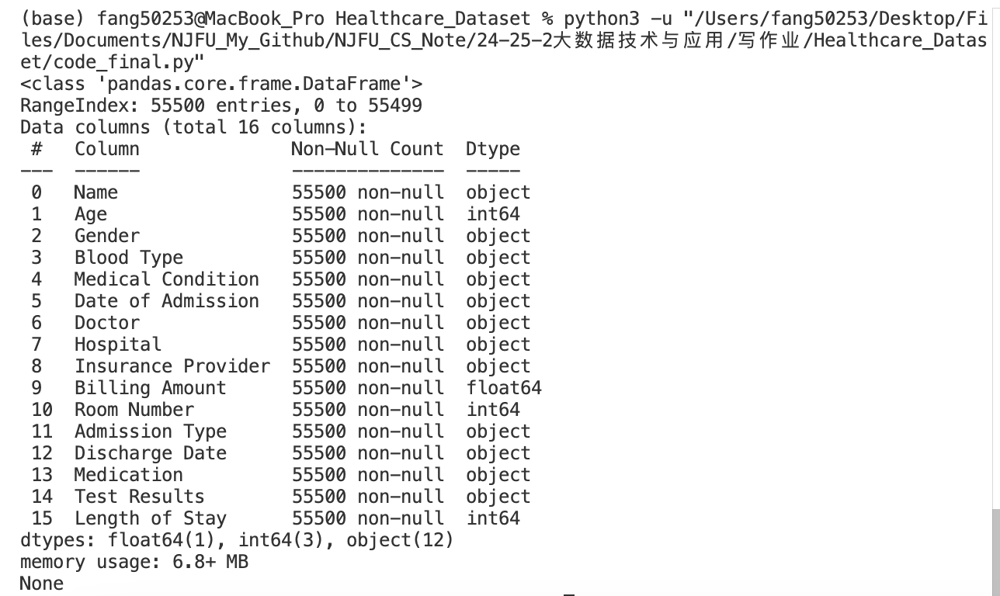 (base) fang50253@MacBook_Pro Healthcare_Dataset % python3 -u "/Users/fang50253/Desktop/Fi
les/Documents/NJFU_My_Github/NJFU_CS_Note/24-25-2大数据技术与应用/写作业/Healthcare_Datas
et/code_final.py"
<class 'pandas.core.frame.DataFrame'>
RangeIndex: 55500 entries, 0 to 55499
Data columns (total 16 columns):
 #   Column              Non-Null Count  Dtype
---  ------              --------------  -----
 0   Name                55500 non-null  object
 1   Age                 55500 non-null  int64
 2   Gender              55500 non-null  object
 3   Blood Type          55500 non-null  object
 4   Medical Condition   55500 non-null  object
 5   Date of Admission   55500 non-null  object
 6   Doctor              55500 non-null  object
 7   Hospital            55500 non-null  object
 8   Insurance Provider  55500 non-null  object
 9   Billing Amount      55500 non-null  float64
 10  Room Number         55500 non-null  int64
 11  Admission Type      55500 non-null  object
 12  Discharge Date      55500 non-null  object
 13  Medication          55500 non-null  object
 14  Test Results        55500 non-null  object
 15  Length of Stay      55500 non-null  int64
dtypes: float64(1), int64(3), object(12)
memory usage: 6.8+ MB
None